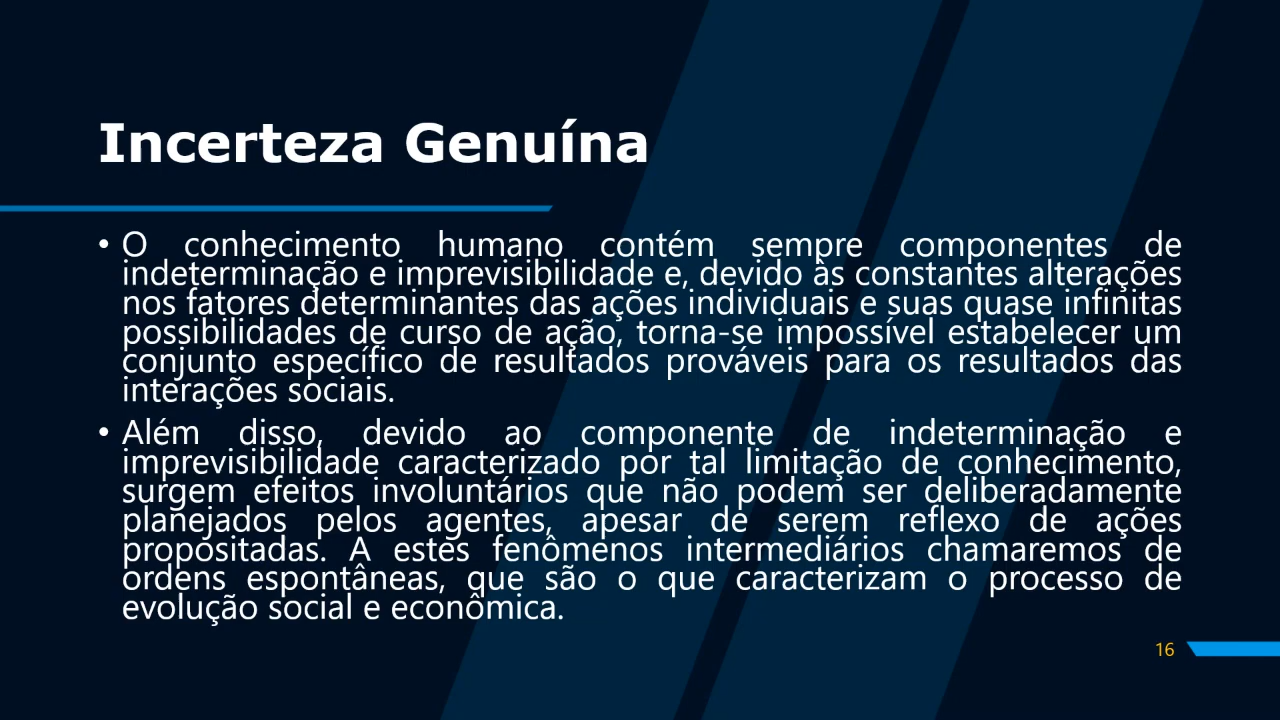 Incerteza Genuína
• O conhecimento humano contém sempre componentes de
indeterminação e imprevisibilidade e, devido às constantes alterações
nos fatores determinantes das ações individuais e suas quase infinitas
possibilidades de curso de ação, torna-se impossível estabelecer um
conjunto específico de resultados prováveis para os resultados das
interações sociais.
• Além disso, devido ao componente de indeterminação e
imprevisibilidade caracterizado por tal limitação de conhecimento,
surgem efeitos involuntários que não podem ser deliberadamente
planejados pelos agentes, apesar de serem reflexo de ações
propositadas. A estes fenômenos intermediários chamaremos de
ordens espontâneas, que são o que caracterizam o processo de
evolução social e econômica.
16